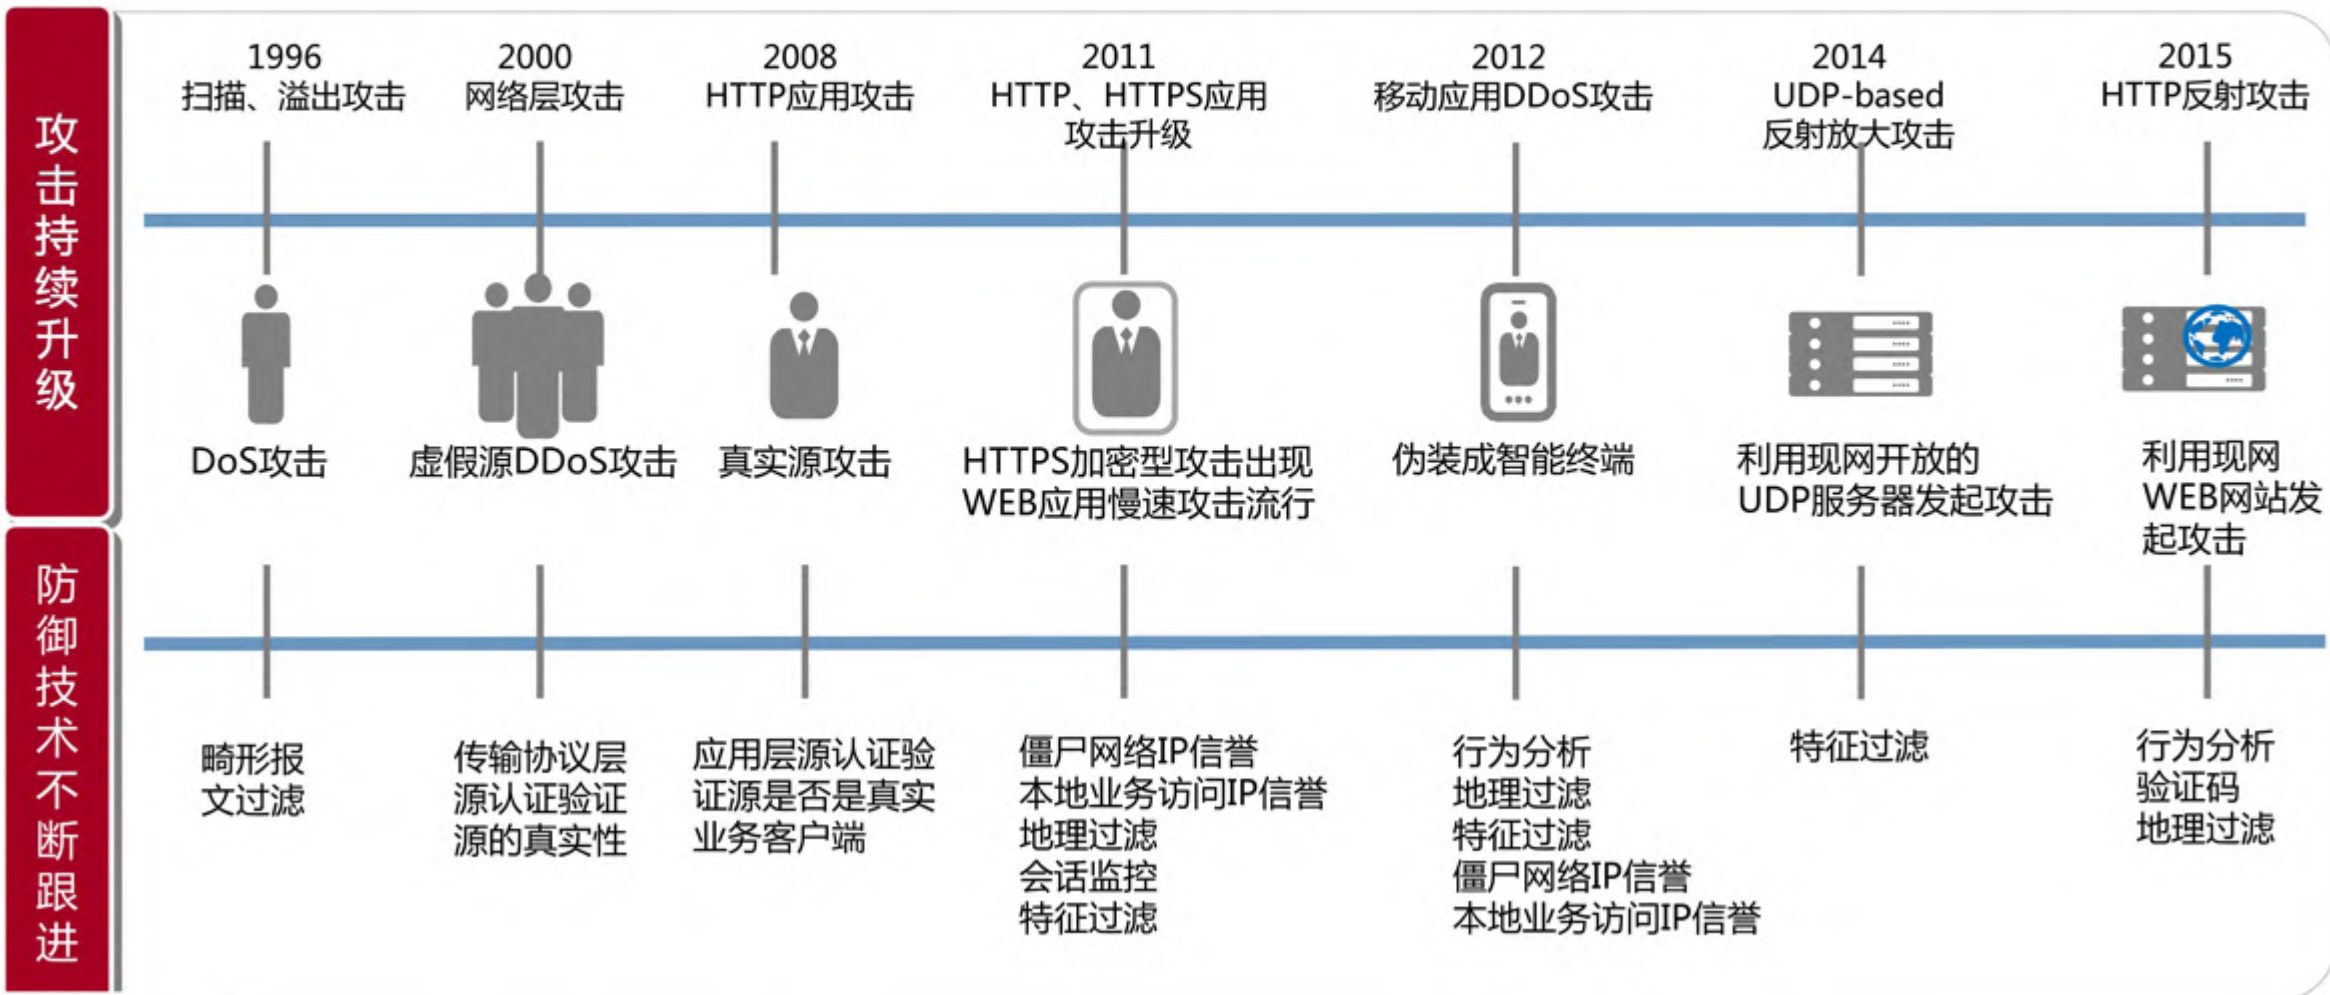 攻击持续升级
1996
扫描、溢出攻击
2000
网络层攻击
2008
HTTP应用攻击
2011
HTTP、HTTPS应用
攻击升级
2012
移动应用DDoS攻击
2014
UDP-based
反射放大攻击
2015
HTTP反射攻击
DoS攻击
虚假源DDoS攻击
真实源攻击
HTTPS加密型攻击出现
WEB应用慢速攻击流行
伪装成智能终端
利用现网开放的
UDP服务器发起攻击
利用现网
WEB网站发
起攻击
防御技术不断跟进
畸形报
文过滤
传输协议层
源认证验证
源的真实性
应用层源认证验
证源是否是真实
业务客户端
僵尸网络IP信誉
本地业务访问IP信誉
地理过滤
会话监控
特征过滤
行为分析
地理过滤
特征过滤
僵尸网络IP信誉
本地业务访问IP信誉
特征过滤
行为分析
验证码
地理过滤